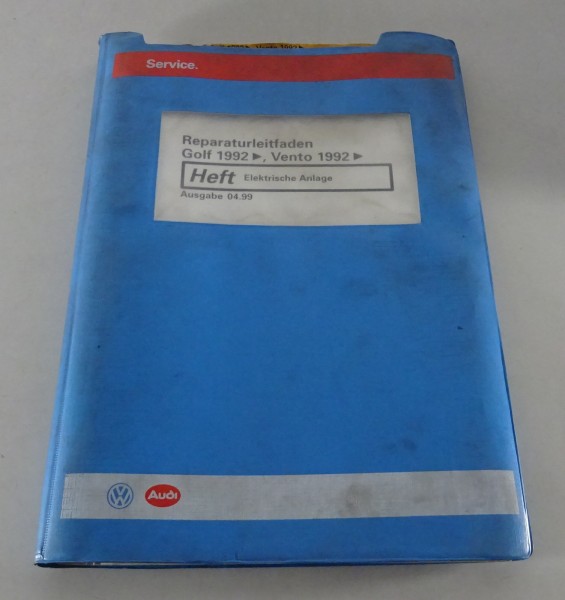 Service.
Reparaturleitfaden
Golf 1992 ►, Vento 1992 ►
Heft Elektrische Anlage
Ausgabe 04.99
Audi